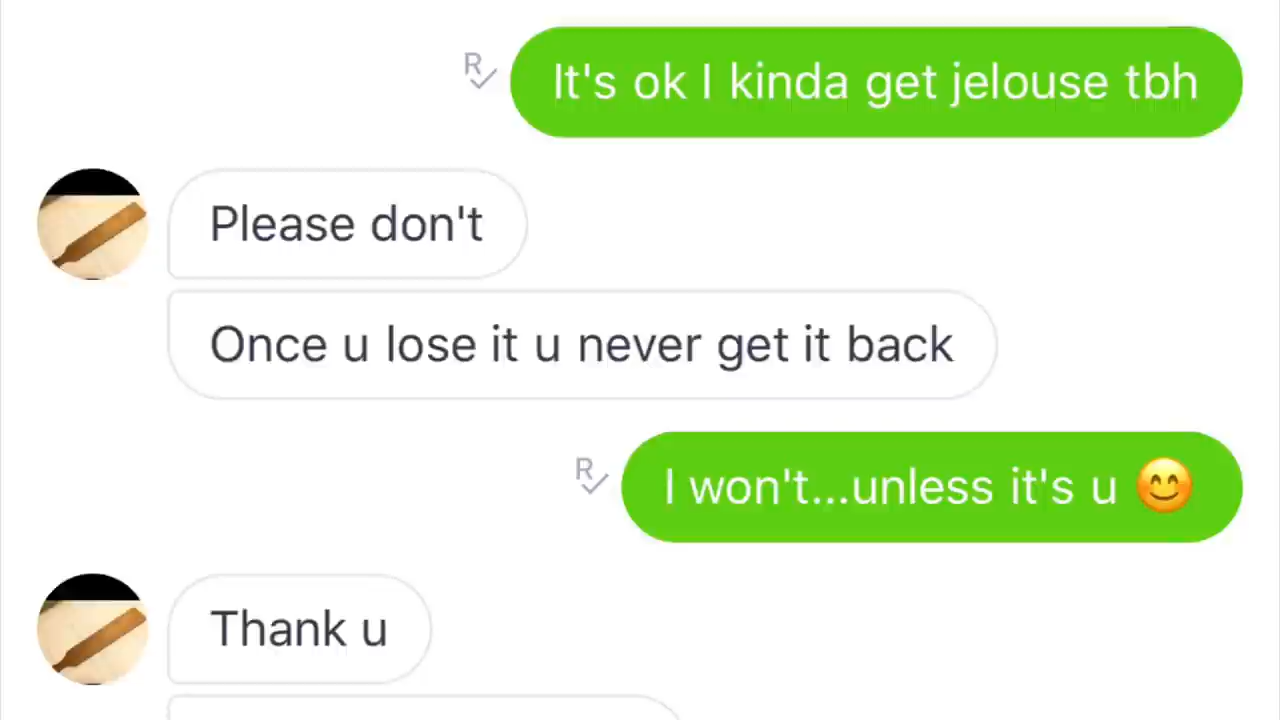 R
It's ok I kinda get jelouse tbh
Please don't
Once u lose it u never get it back
R
I won't...unless it's u 😊
Thank u